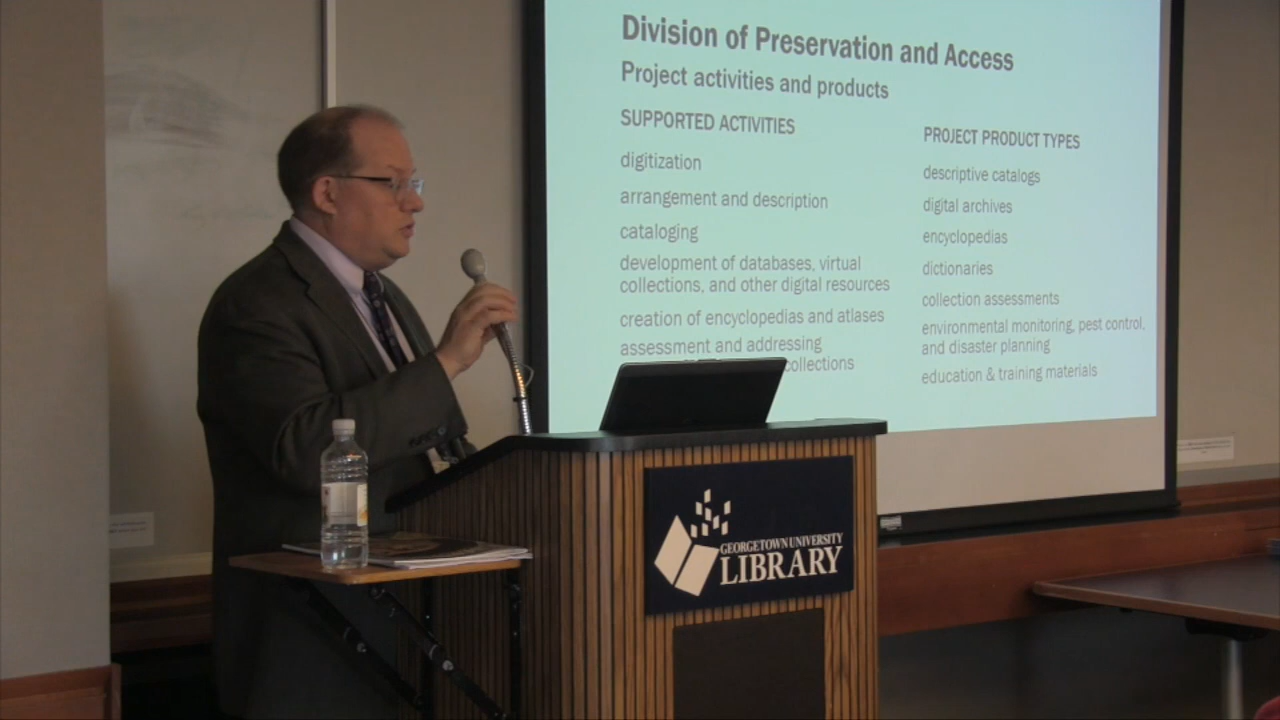 Division of Preservation and Access
Project activities and products
SUPPORTED ACTIVITIES
digitization
arrangement and description
cataloging
development of databases, virtual
collections, and other digital resources
creation of encyclopedias and atlases
assessment and addressing
collections
PROJECT PRODUCT TYPES
descriptive catalogs
digital archives
encyclopedias
dictionaries
collection assessments
environmental monitoring, pest control,
and disaster planning
education & training materials
GEORGETOWN UNIVERSITY
LIBRARY